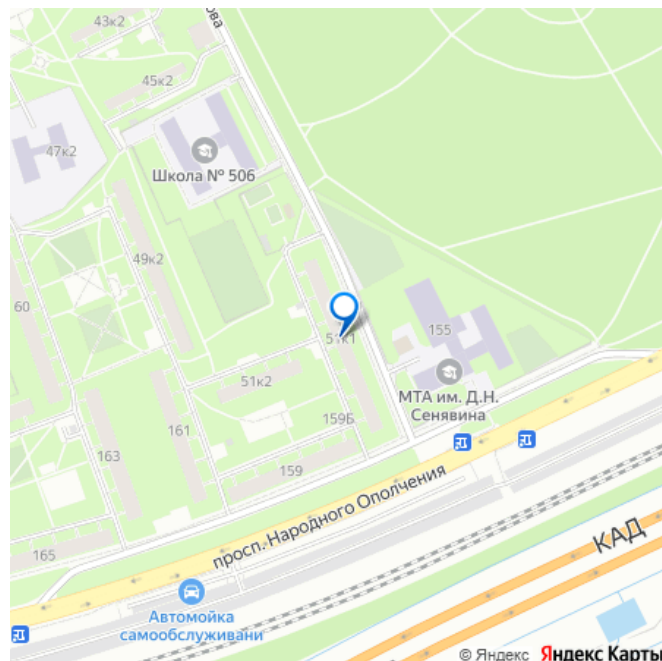 43к2
ова
45к2
47к2
Школа № 506
49к2
60
51к1
155
51к2
МТА им. Д.Н.
Сенявина
159Б
161
163
159
просп. Народного Ополчения
165
КАД
Автомойка
самообслуживани
© Яндекс Яндекс Карты